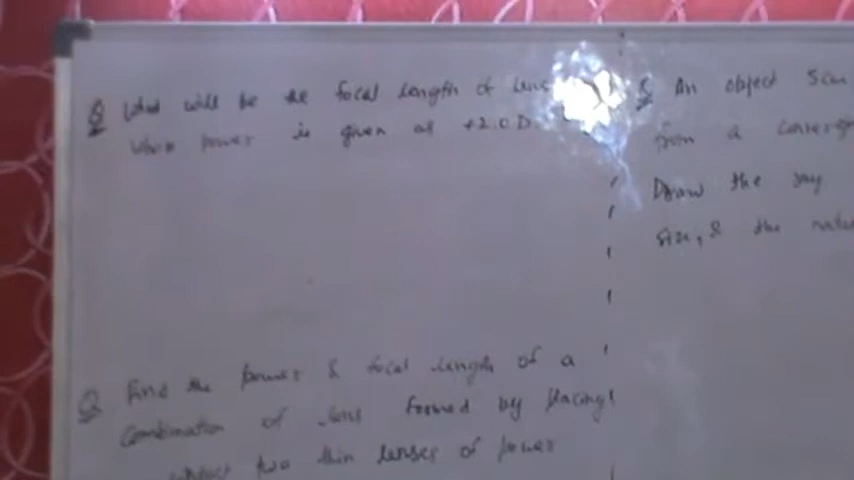 Q What will be the focal length of lens
whose power is given as +2.0 D.
Q Find the power & focal length of a
combination of lens formed by placing
two thin lenses of power
Q An object 5cm
from a
Draw the ray
size, & the